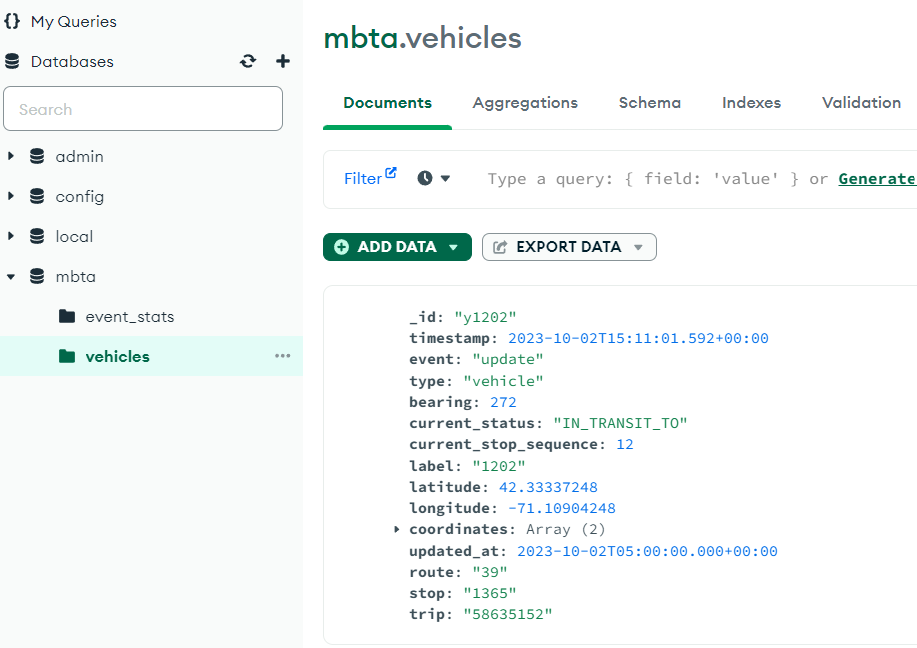 {} My Queries
Databases
Search
admin
config
local
mbta
event_stats
vehicles
mbta.vehicles
Documents Aggregations Schema Indexes Validation
Filter Type a query: { field: 'value' } or Generate
ADD DATA EXPORT DATA
_id: "y1202"
timestamp: 2023-10-02T15:11:01.592+00:00
event: "update"
type: "vehicle"
bearing: 272
current_status: "IN_TRANSIT_TO"
current_stop_sequence: 12
label: "1202"
latitude: 42.33337248
longitude: -71.10904248
coordinates: Array (2)
updated_at: 2023-10-02T05:00:00.000+00:00
route: "39"
stop: "1365"
trip: "58635152"